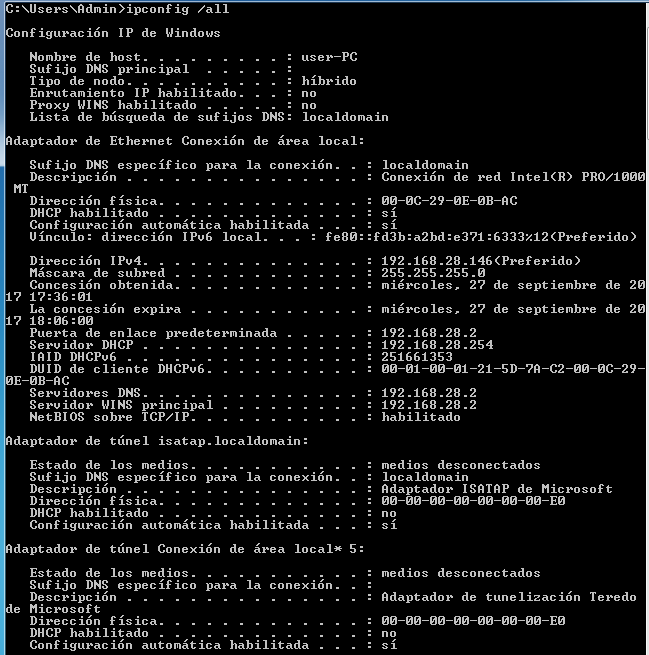 C:\Users\Admin>ipconfig /all
Configuración IP de Windows
Nombre de host. . . . . . . . . : user-PC
Sufijo DNS principal  . . . . . :
Tipo de nodo. . . . . . . . . . : híbrido
Enrutamiento IP habilitado. . . : no
Proxy WINS habilitado . . . . . : no
Lista de búsqueda de sufijos DNS: localdomain
Adaptador de Ethernet Conexión de área local:
Sufijo DNS específico para la conexión. . : localdomain
Descripción . . . . . . . . . . . . . . . : Conexión de red Intel(R) PRO/1000
MT
Dirección física. . . . . . . . . . . . . : 00-0C-29-0E-0B-AC
DHCP habilitado . . . . . . . . . . . . . : sí
Configuración automática habilitada . . . : sí
Vínculo: dirección IPv6 local. . . : fe80::fd3b:a2bd:e371:6333%12(Preferido)
Dirección IPv4. . . . . . . . . . . . . . : 192.168.28.146(Preferido)
Máscara de subred . . . . . . . . . . . . : 255.255.255.0
Concesión obtenida. . . . . . . . . . . . : miércoles, 27 de septiembre de 20
17 17:36:01
La concesión expira . . . . . . . . . . . : miércoles, 27 de septiembre de 20
17 18:06:00
Puerta de enlace predeterminada . . . . . : 192.168.28.2
Servidor DHCP . . . . . . . . . . . . . . : 192.168.28.254
IAID DHCPv6 . . . . . . . . . . . . . . . : 251661353
DUID de cliente DHCPv6. . . . . . . . . . : 00-01-00-01-21-5D-7A-C2-00-0C-29-
0E-0B-AC
Servidores DNS. . . . . . . . . . . . . . : 192.168.28.2
Servidor WINS principal . . . . . . . . . : 192.168.28.2
NetBIOS sobre TCP/IP. . . . . . . . . . . : habilitado
Adaptador de túnel isatap.localdomain:
Estado de los medios. . . . . . . . . . . : medios desconectados
Sufijo DNS específico para la conexión. . : localdomain
Descripción . . . . . . . . . . . . . . . : Adaptador ISATAP de Microsoft
Dirección física. . . . . . . . . . . . . : 00-00-00-00-00-00-00-E0
DHCP habilitado . . . . . . . . . . . . . : no
Configuración automática habilitada . . . : sí
Adaptador de túnel Conexión de área local* 5:
Estado de los medios. . . . . . . . . . . : medios desconectados
Sufijo DNS específico para la conexión. . :
Descripción . . . . . . . . . . . . . . . : Adaptador de tunelización Teredo
de Microsoft
Dirección física. . . . . . . . . . . . . : 00-00-00-00-00-00-00-E0
DHCP habilitado . . . . . . . . . . . . . : no
Configuración automática habilitada . . . : sí